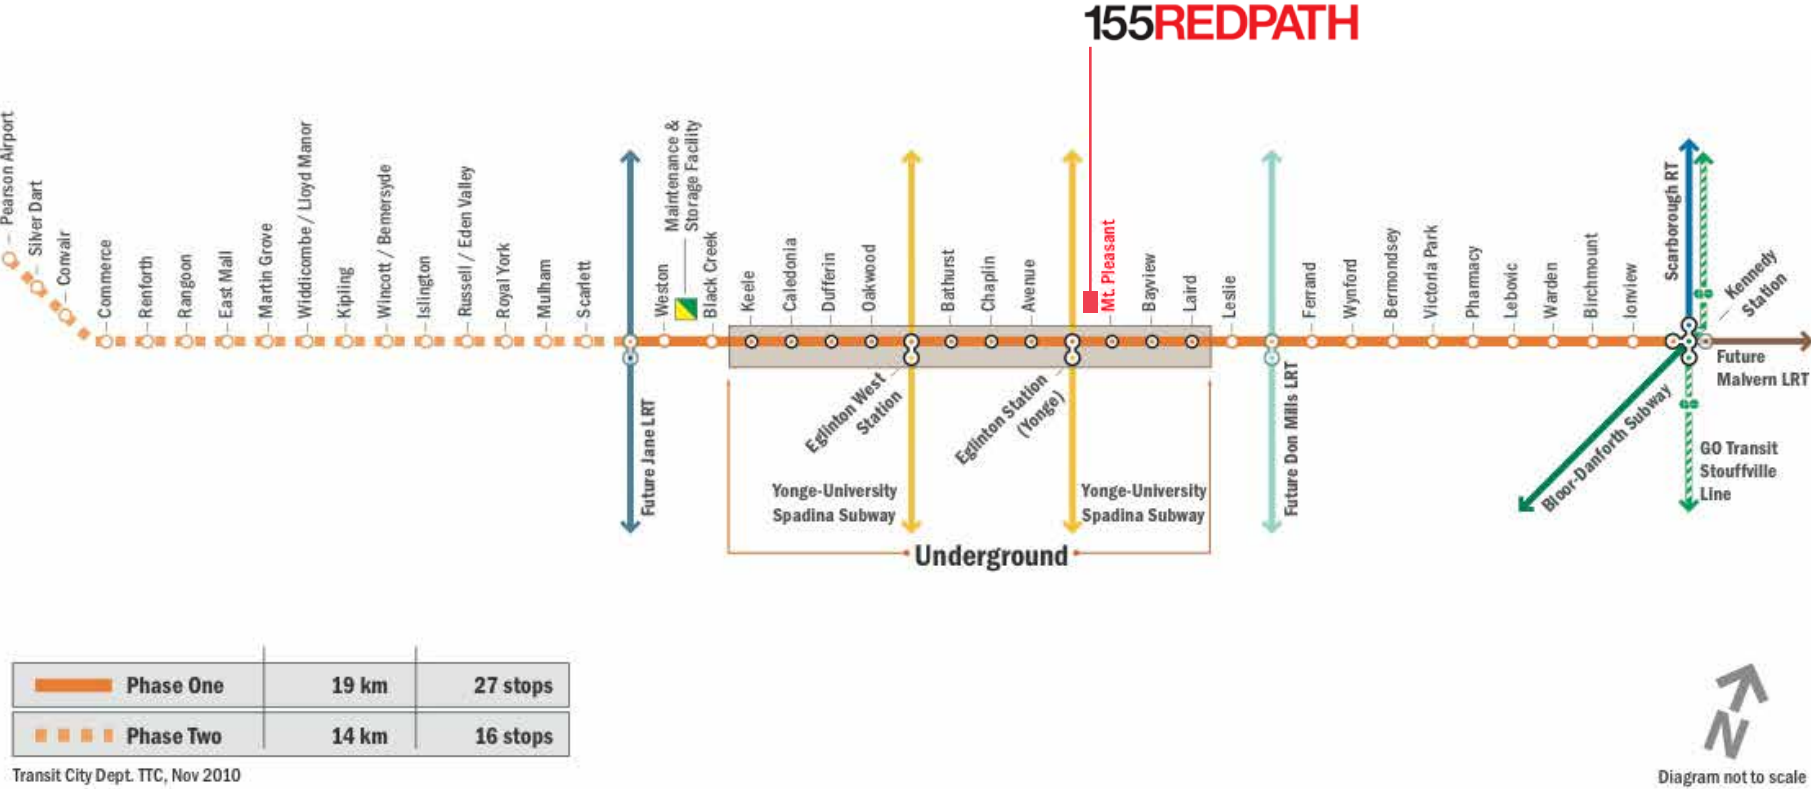 155REDPATH
Pearson Airport
Silver Dart
Convair
Commerce
Renforth
Rangoon
East Mall
Martin Grove
Widdicombe / Lloyd Manor
Kipling
Wincott / Bemersyde
Islington
Russell / Eden Valley
Royal York
Mulham
Scarlett
Weston
Maintenance &
Storage Facility
Black Creek
Keele
Caledonia
Dufferin
Oakwood
Bathurst
Chaplin
Avenue
Mt. Pleasant
Bayview
Laird
Leslie
Ferrand
Wynford
Bermondsey
Victoria Park
Pharmacy
Lebovic
Warden
Birchmount
Ionview
Scarborough RT
Kennedy
Station
Future
Malvern LRT
Future Jane LRT
Eglinton West
Station
Eglinton Station
(Yonge)
Future Don Mills LRT
Bloor-Danforth Subway
GO Transit
Stouffville
Line
Yonge-University
Spadina Subway
Yonge-University
Spadina Subway
Underground
Phase One 19 km 27 stops
Phase Two 14 km 16 stops
Transit City Dept. TTC, Nov 2010
N
Diagram not to scale